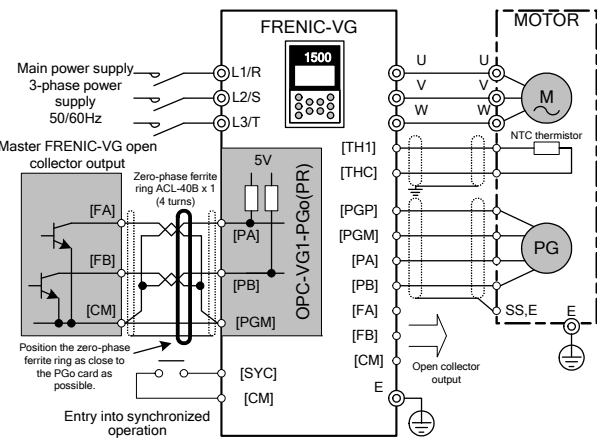 FRENIC-VG
MOTOR
1500
Main power supply
3-phase power
supply
50/60Hz
L1/R
L2/S
L3/T
U
V
W
U
V
W
M
NTC thermistor
[TH1]
[THC]
Master FRENIC-VG open
collector output
Zero-phase ferrite
ring ACL-40B x 1
(4 turns)
5V
OPC-VG1-PGo(PR)
[FA]
[FB]
[CM]
[PA]
[PB]
[PGM]
[PGP]
[PGM]
[PA]
[PB]
[FA]
[FB]
[CM]
PG
SS,E
E
Position the zero-phase
ferrite ring as close to
the PGo card as
possible.
[SYC]
[CM]
Open collector
output
E
Entry into synchronized
operation